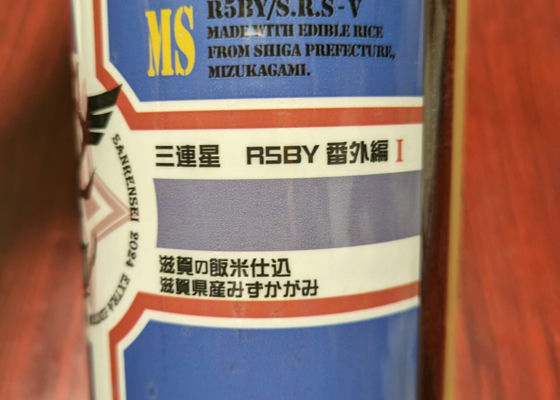 MS
R5BY/S.R.S-V
MADE WITH EDIBLE RICE
FROM SHIGA PREFECTURE,
MIZUKAGAMI.
三連星 R5BY 番外編 I
滋賀の飯米仕込
滋賀県産みずかがみ
SANRENSEI 2024 EXTRA